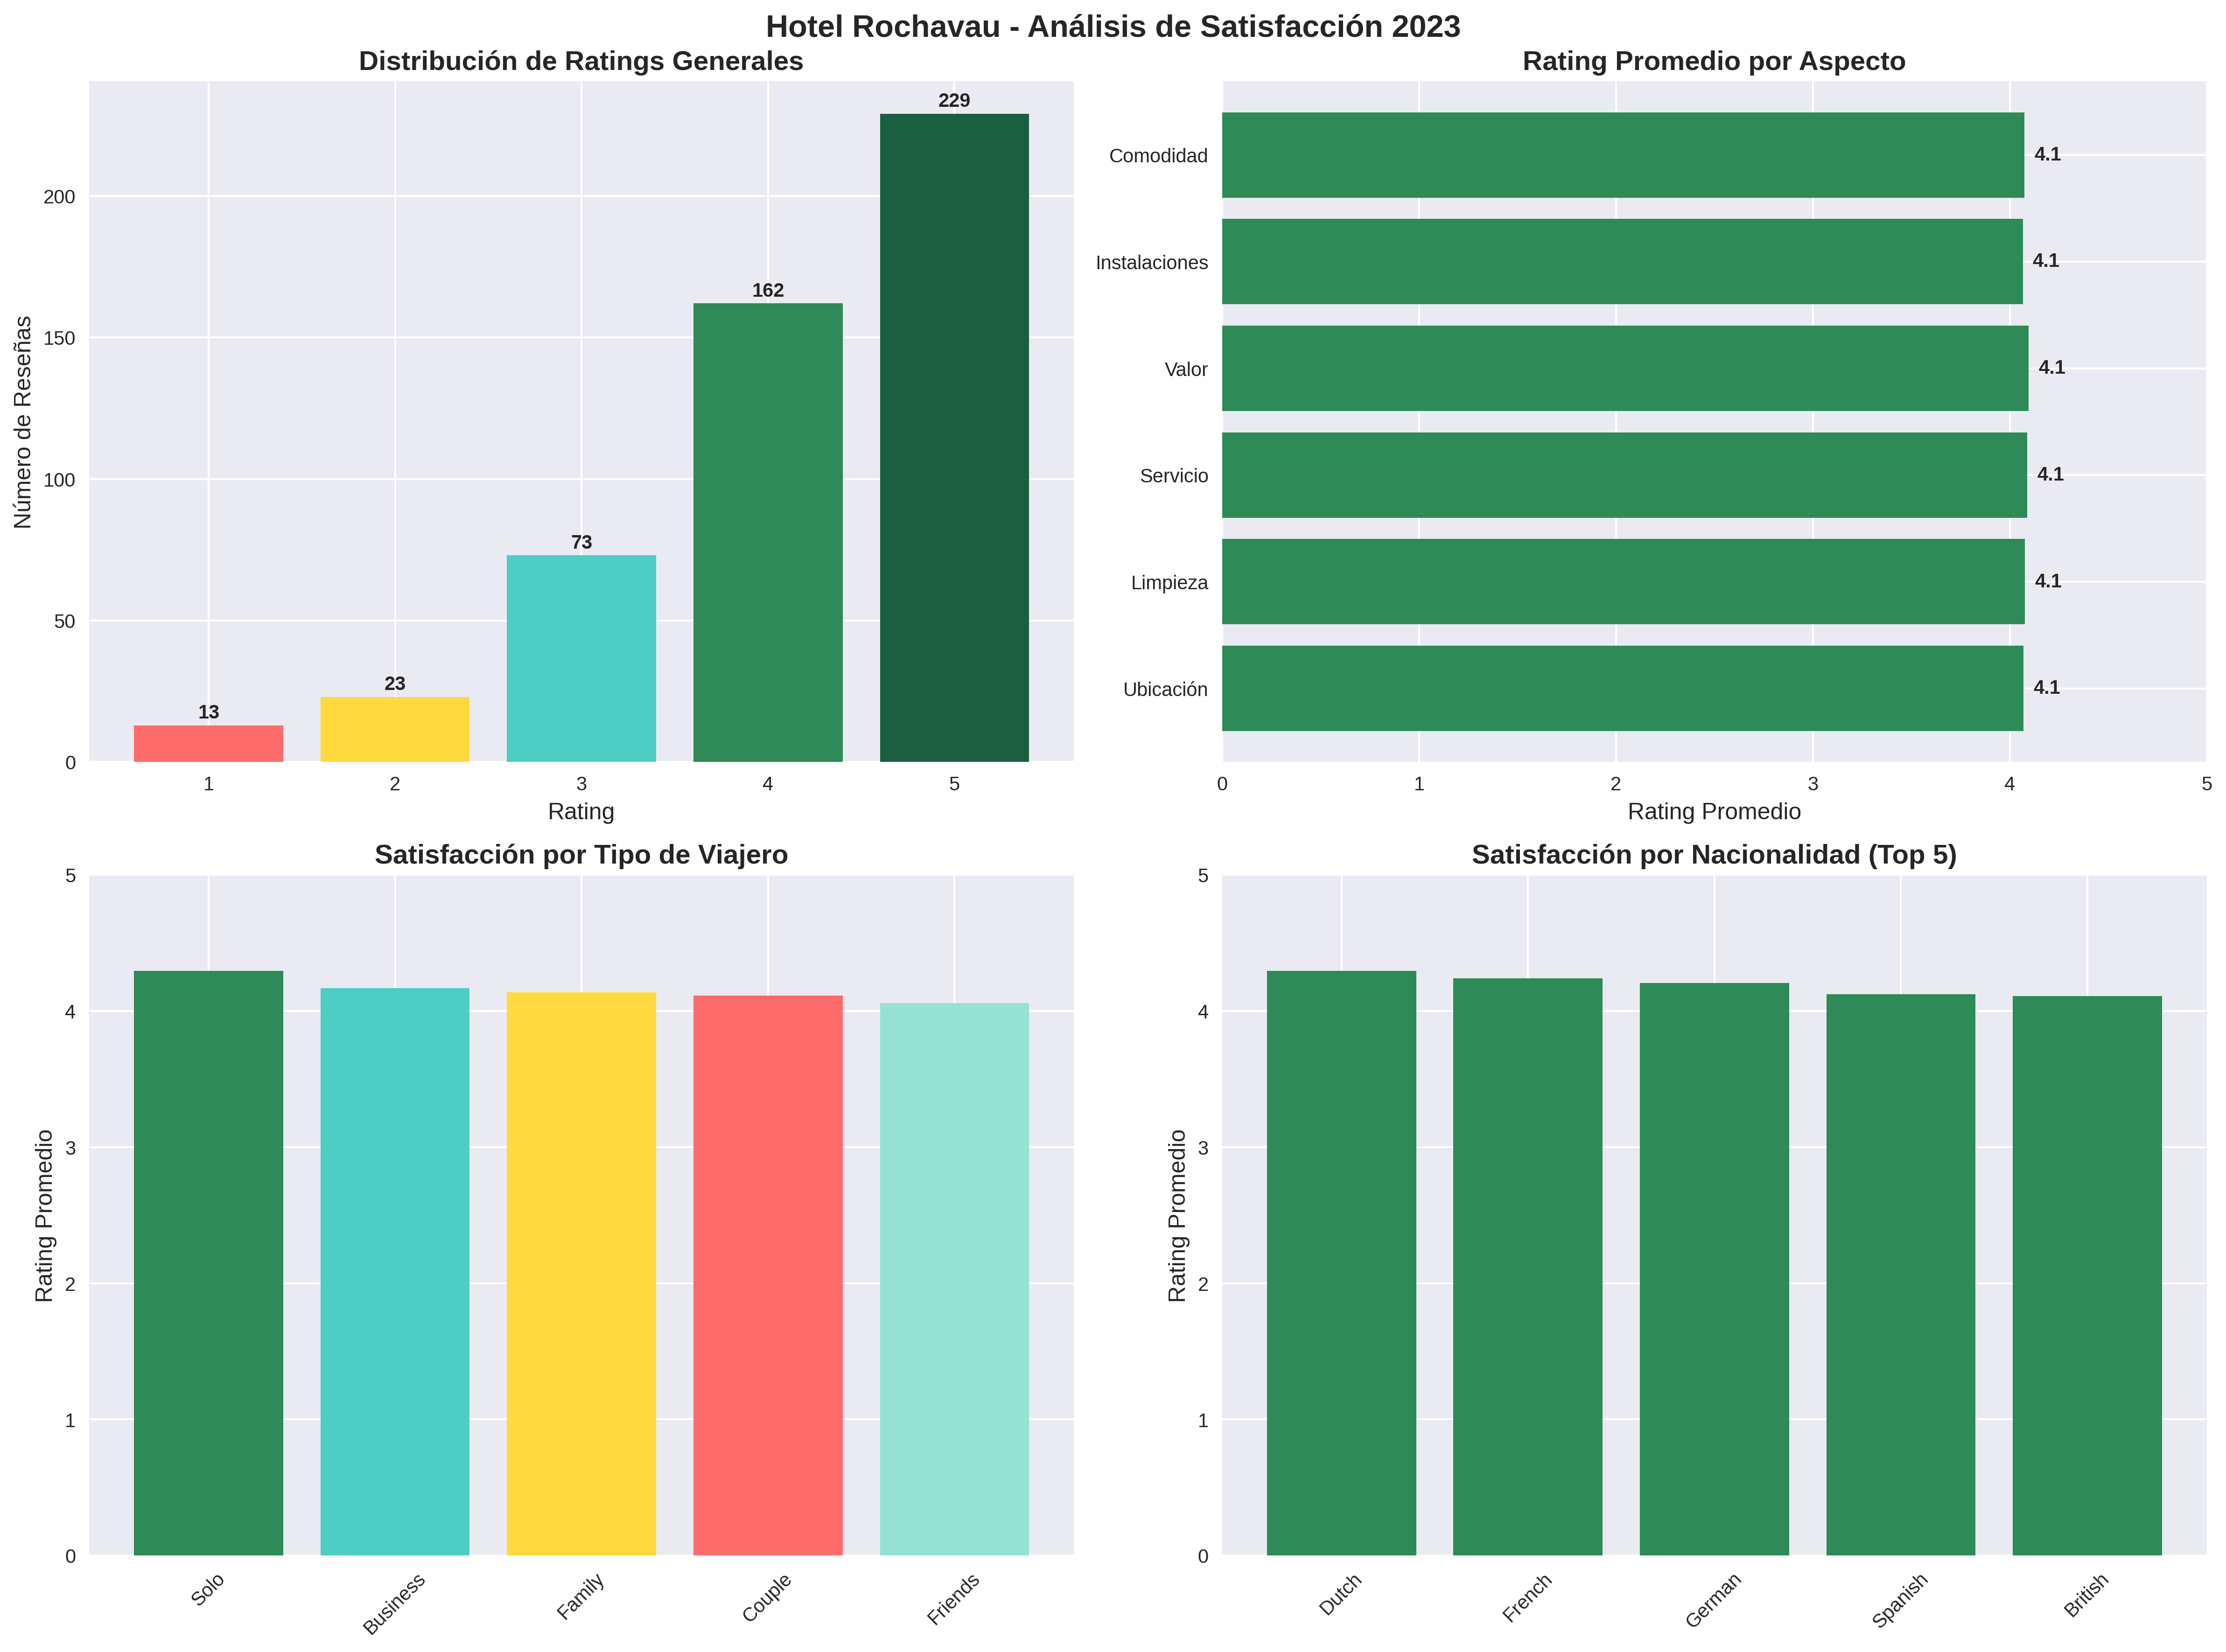 Hotel Rochavau - Análisis de Satisfacción 2023
Distribución de Ratings Generales
Número de Reseñas
200
150
100
50
0
229
162
73
23
13
1 2 3 4 5
Rating
Rating Promedio por Aspecto
Comodidad 4.1
Instalaciones 4.1
Valor 4.1
Servicio 4.1
Limpieza 4.1
Ubicación 4.1
0 1 2 3 4 5
Rating Promedio
Satisfacción por Tipo de Viajero
Rating Promedio
5
4
3
2
1
0
Solo Business Family Couple Friends
Satisfacción por Nacionalidad (Top 5)
Rating Promedio
5
4
3
2
1
0
Dutch French German Spanish British